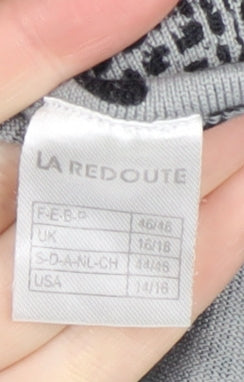 LA REDOUTE
F-E-B-P 46/48
UK 16/18
S-D-A-NL-CH 44/46
USA 14/16